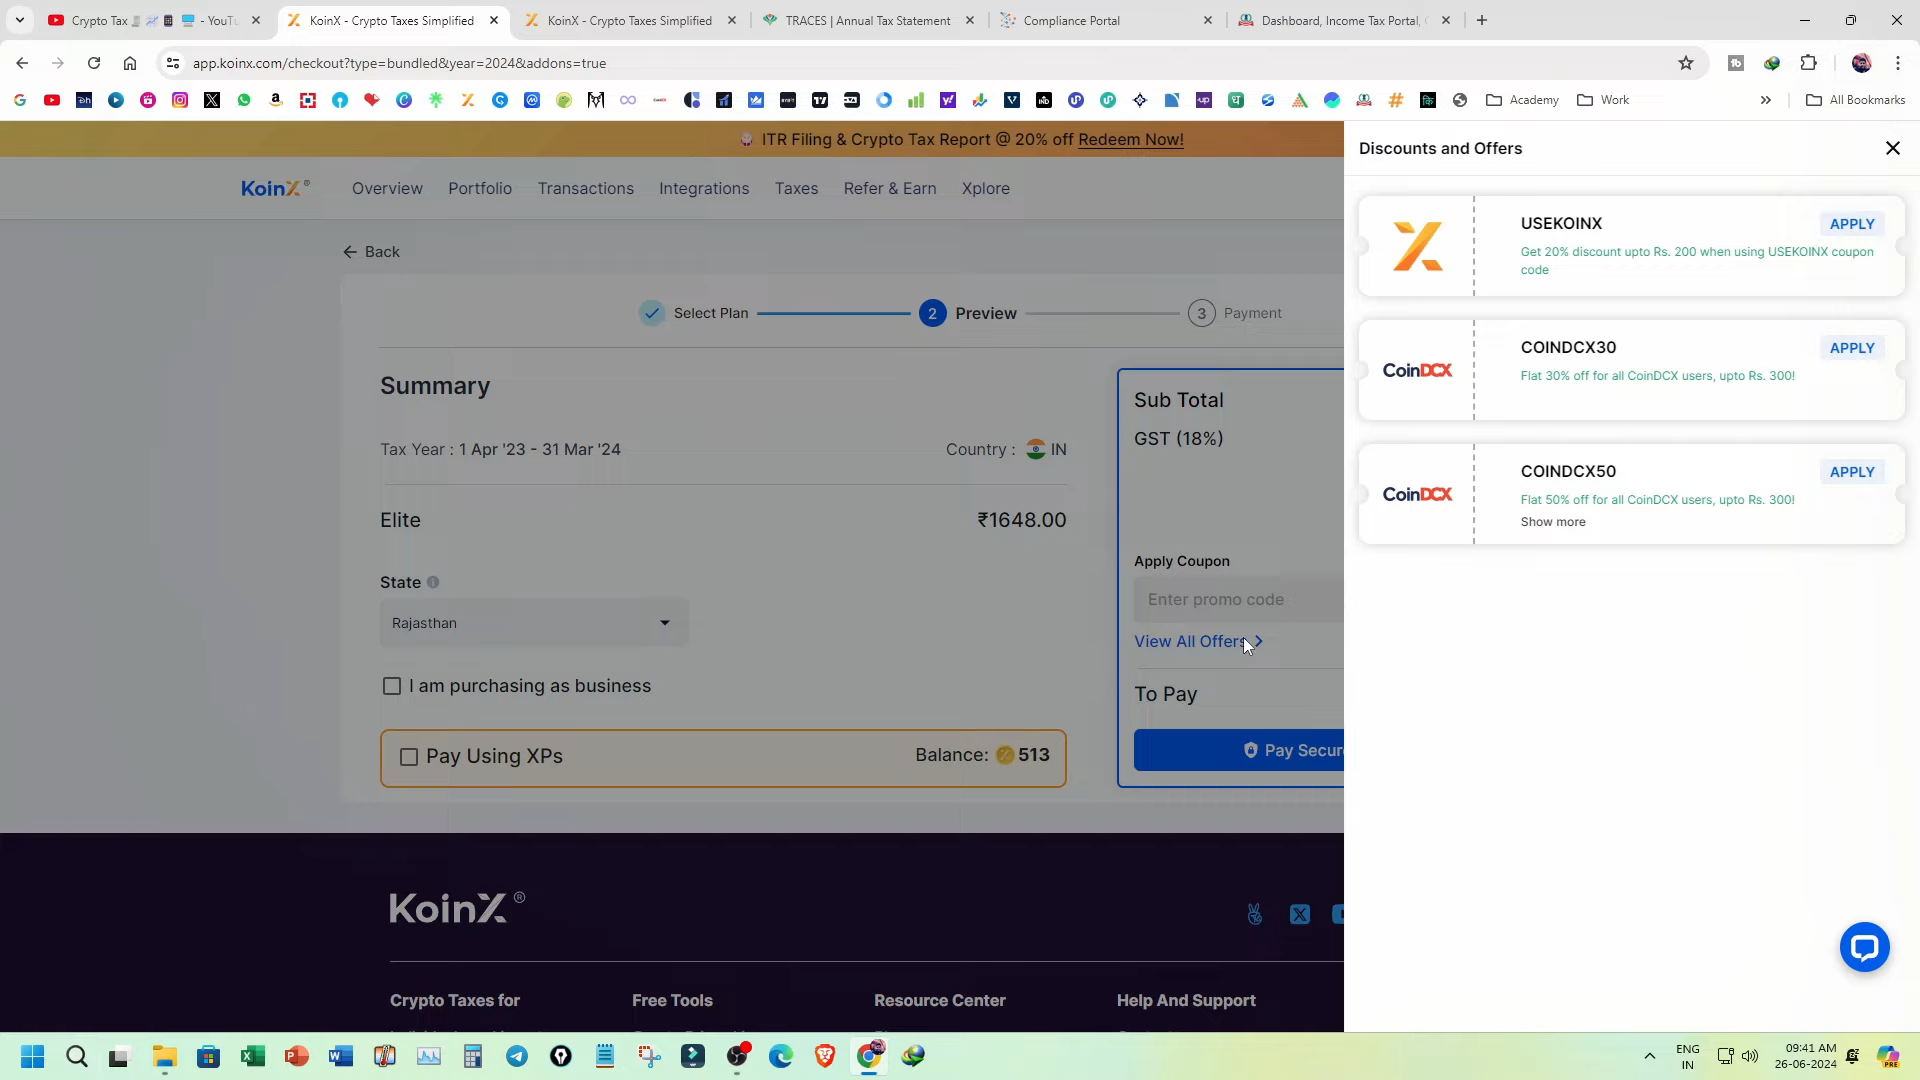 Crypto Tax - YouTu
KoinX - Crypto Taxes Simplified
KoinX - Crypto Taxes Simplified
TRACES | Annual Tax Statement
Compliance Portal
Dashboard, Income Tax Portal,
app.koinx.com/checkout?type=bundled&year=2024&addons=true
Academy
Work
All Bookmarks
ITR Filing & Crypto Tax Report @ 20% off Redeem Now!
KoinX®
Overview
Portfolio
Transactions
Integrations
Taxes
Refer & Earn
Xplore
Back
Select Plan
2 Preview
3 Payment
Summary
Tax Year : 1 Apr '23 - 31 Mar '24
Country : IN
Elite
₹1648.00
State
Rajasthan
I am purchasing as business
Pay Using XPs
Balance: 513
Sub Total
GST (18%)
Apply Coupon
Enter promo code
View All Offers
To Pay
Pay Secure
Discounts and Offers
USEKOINX
APPLY
Get 20% discount upto Rs. 200 when using USEKOINX coupon
code
CoinDCX
COINDCX30
APPLY
Flat 30% off for all CoinDCX users, upto Rs. 300!
CoinDCX
COINDCX50
APPLY
Flat 50% off for all CoinDCX users, upto Rs. 300!
Show more
KoinX®
Crypto Taxes for
Free Tools
Resource Center
Help And Support
ENG
IN
09:41 AM
26-06-2024